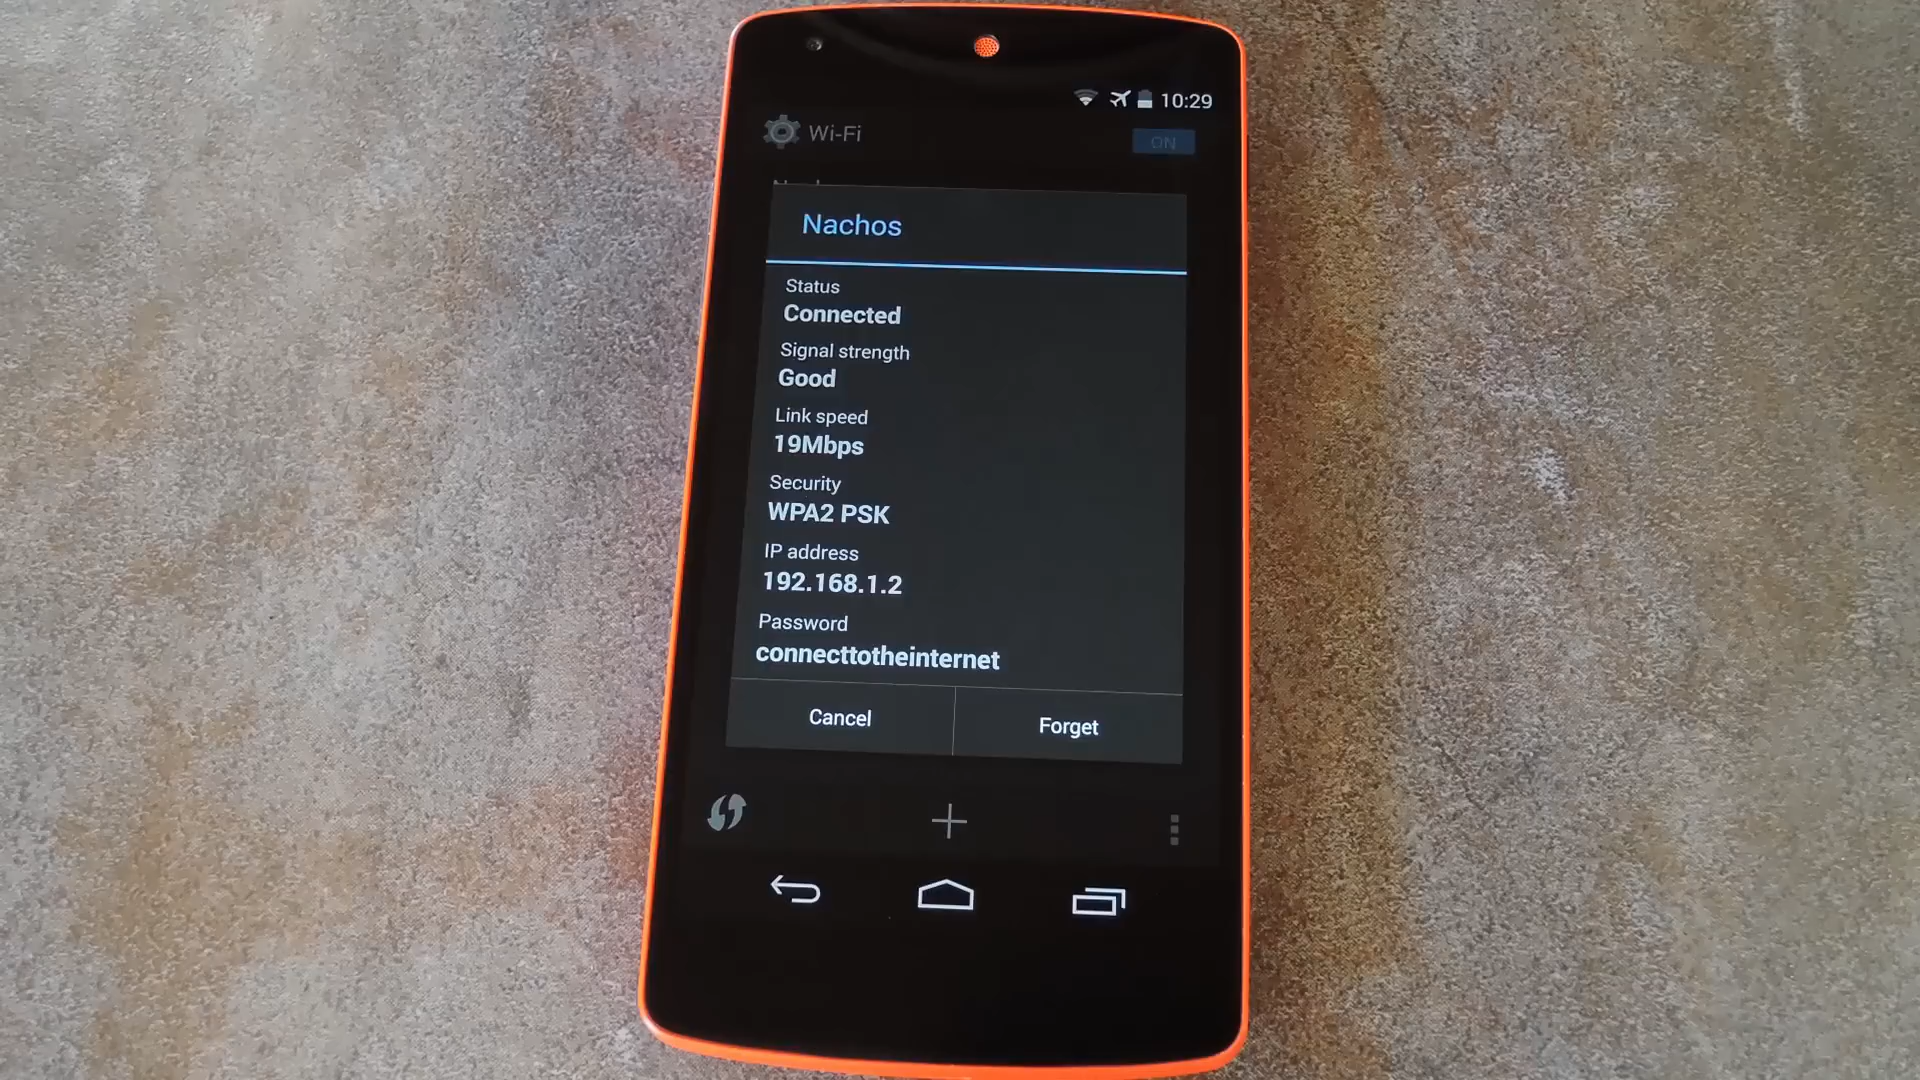 10:29
Wi-Fi
ON
Nachos
Status
Connected
Signal strength
Good
Link speed
19Mbps
Security
WPA2 PSK
IP address
192.168.1.2
Password
connecttotheinternet
Cancel
Forget